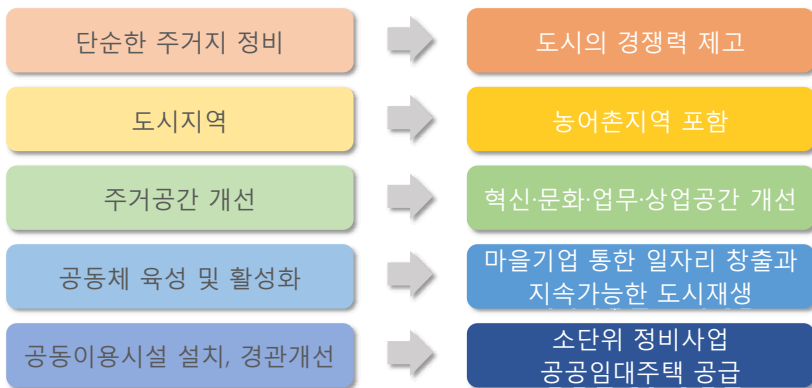 단순한 주거지 정비
도시의 경쟁력 제고
도시지역
농어촌지역 포함
주거공간 개선
혁신·문화·업무·상업공간 개선
공동체 육성 및 활성화
마을기업 통한 일자리 창출과
지속가능한 도시재생
공동이용시설 설치, 경관개선
소단위 정비사업
공공임대주택 공급